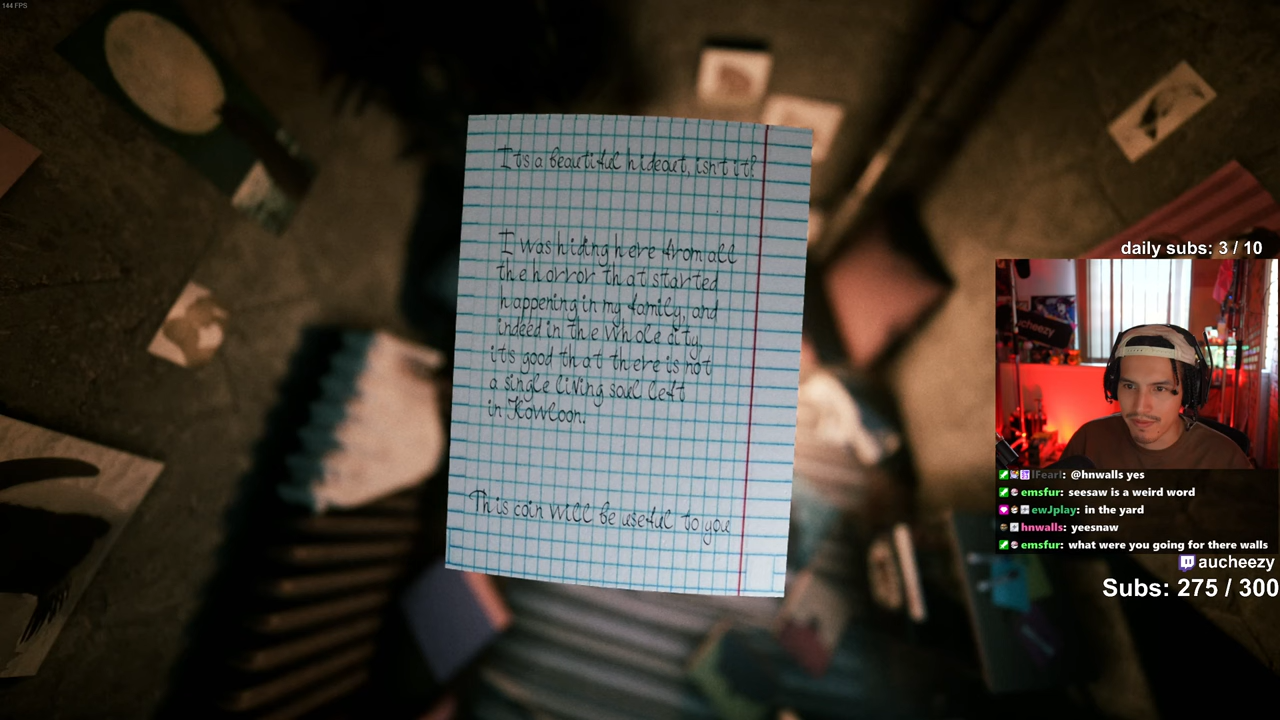 144 FPS
It's a beautiful hideout, isn't it?
I was hiding here from all
the horror that started
happening in my family, and
indeed in the whole city,
it's good that there is not
a single living soul left
in Kowloon.
This coin will be useful to you
daily subs: 3 / 10
cheezy
lFearl: @hnwalls yes
emsfur: seesaw is a weird word
ewJplay: in the yard
hnwalls: yeesnaw
emsfur: what were you going for there walls
aucheezy
Subs: 275 / 300